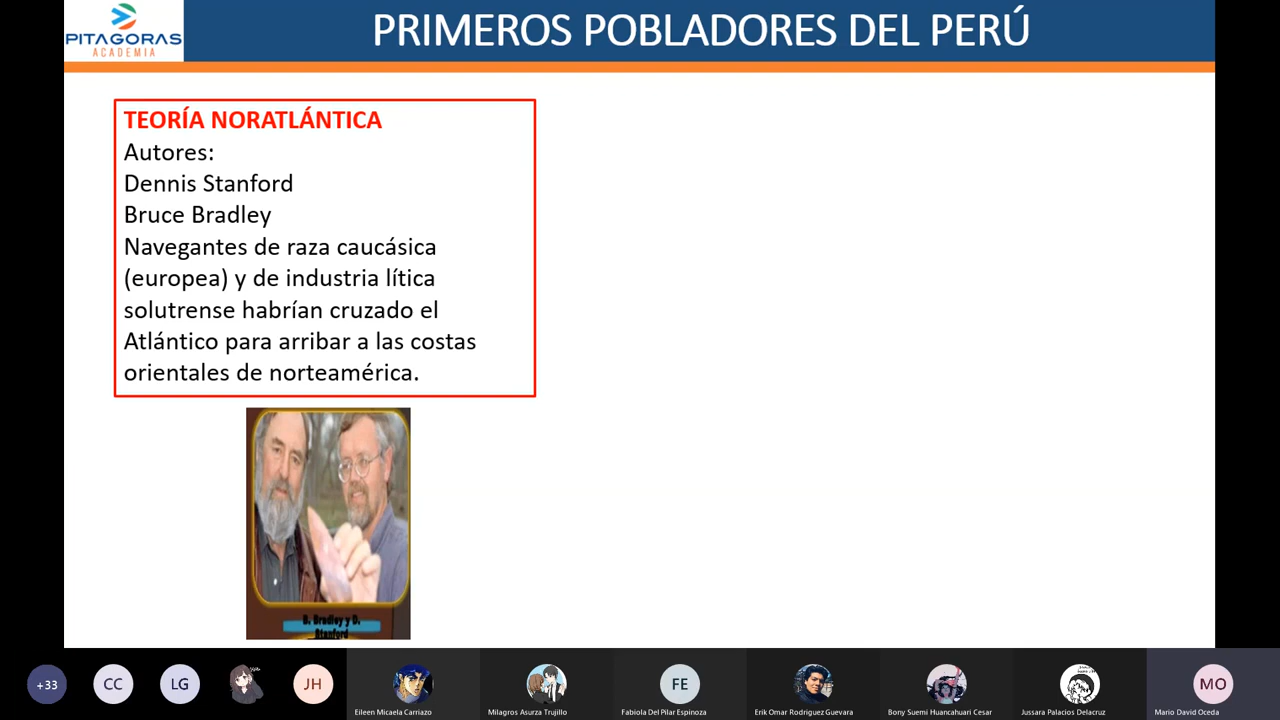 PITAGORAS
ACADEMIA
PRIMEROS POBLADORES DEL PERÚ
TEORÍA NORATLÁNTICA
Autores:
Dennis Stanford
Bruce Bradley
Navegantes de raza caucásica
(europea) y de industria lítica
solutrense habrían cruzado el
Atlántico para arribar a las costas
orientales de norteamérica.
B. Bradley y D.
Stanford
+33
CC
LG
JH
FE
MO
Eileen Micaela Carriazo
Milagros Asurza Trujillo
Fabiola Del Pilar Espinoza
Erik Omar Rodriguez Guevara
Bony Suemi Huancahuari Cesar
Jussara Palacios Delacruz
Mario David Oceda